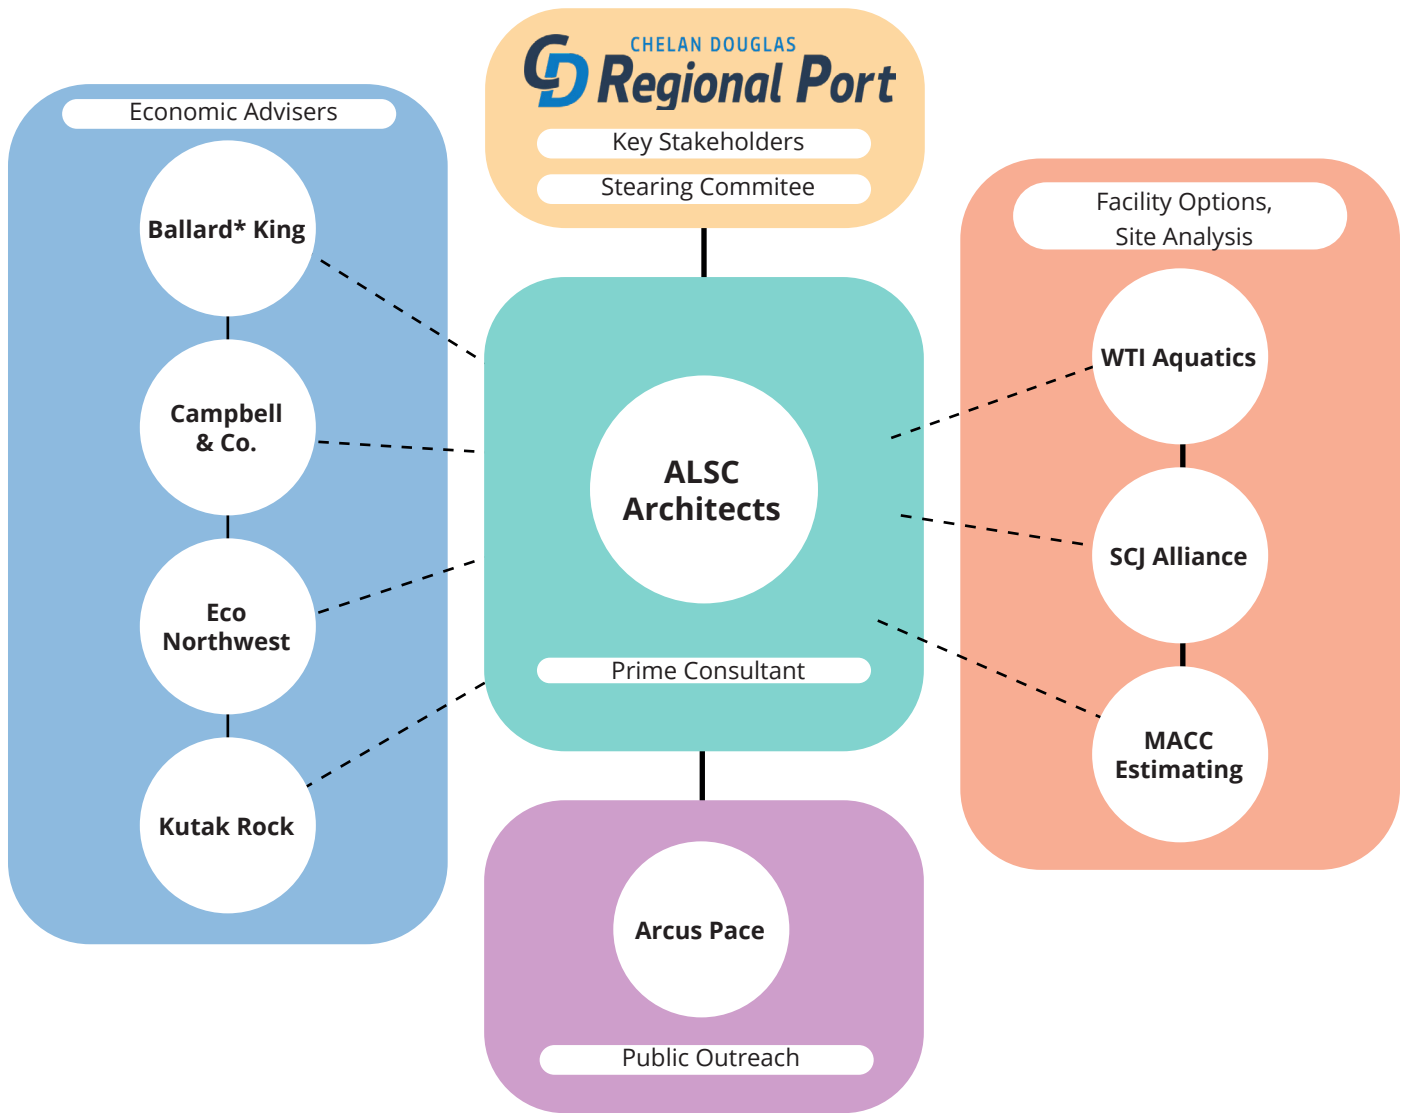 CHELAN DOUGLAS
CD Regional Port
Key Stakeholders
Stearing Commitee
Economic Advisers
Ballard* King
Campbell
& Co.
Eco
Northwest
Kutak Rock
ALSC
Architects
Prime Consultant
Arcus Pace
Public Outreach
Facility Options,
Site Analysis
WTI Aquatics
SCJ Alliance
MACC
Estimating